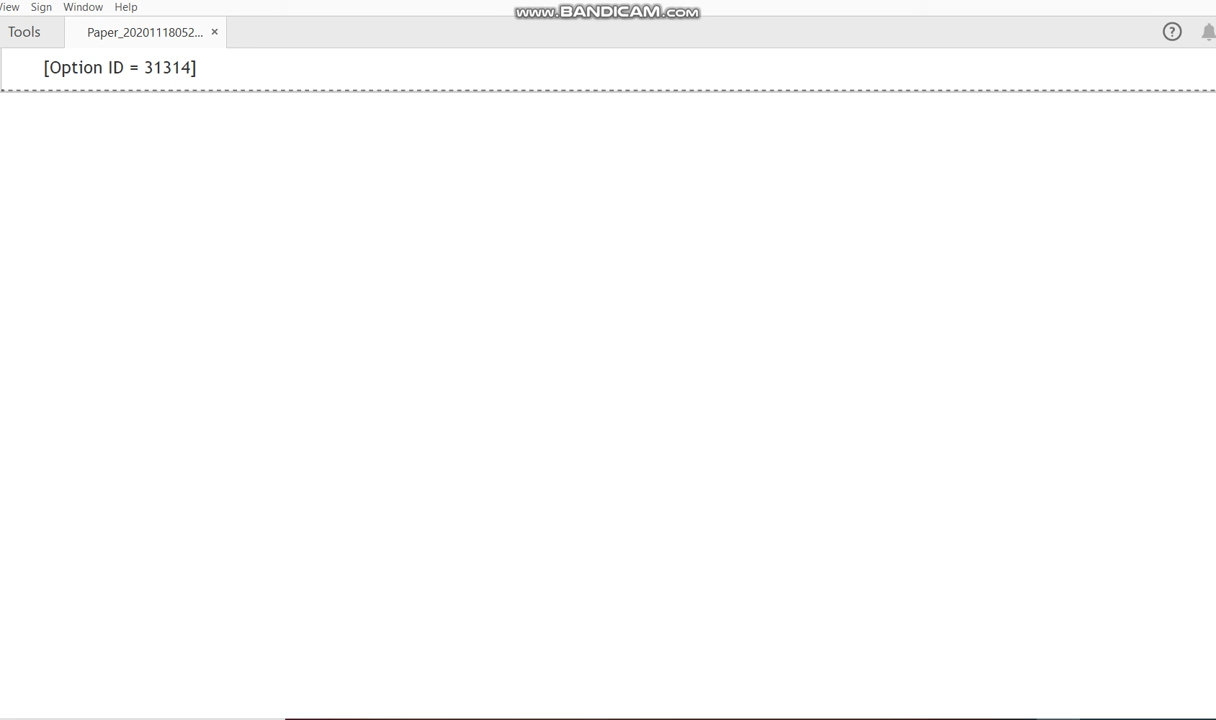 View Sign Window Help
www.BANDICAM.com
Tools
Paper_20201118052...
[Option ID = 31314]